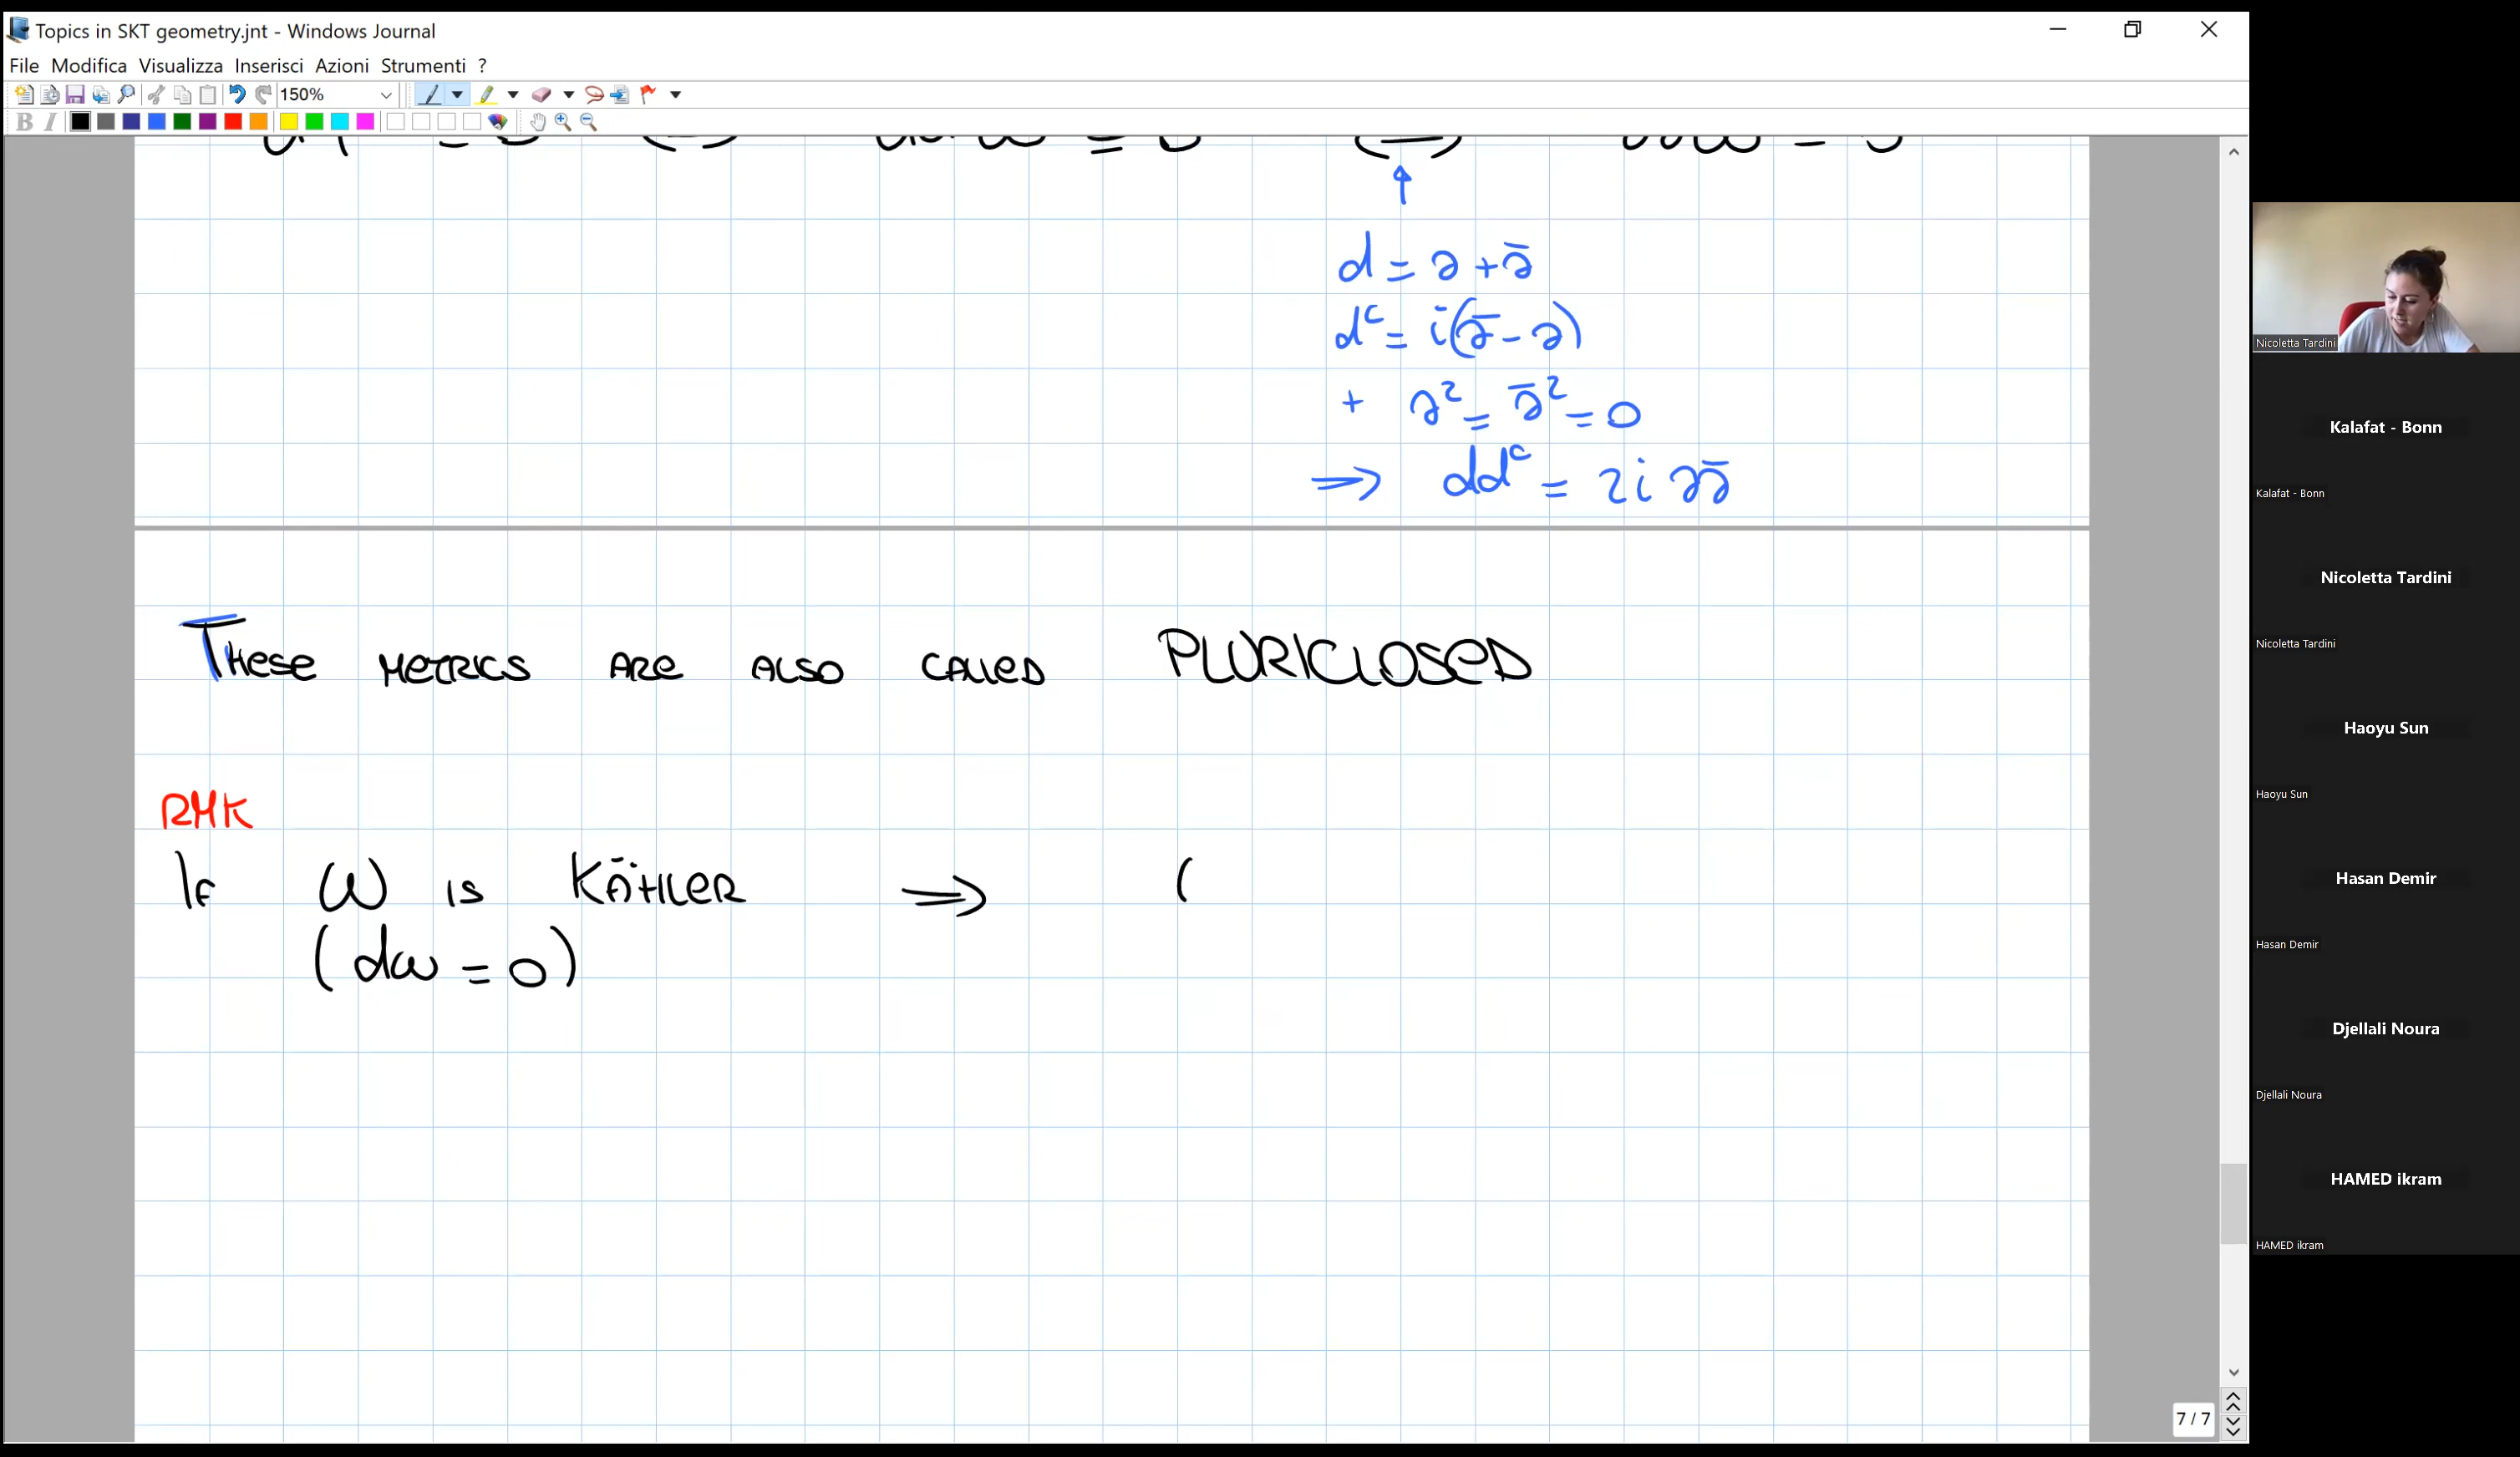 Topics in SKT geometry.jnt - Windows Journal
File Modifica Visualizza Inserisci Azioni Strumenti ?
150%
B I
d = ∂ + ∂̄
dᶜ = i(∂̄ - ∂)
+ ∂² = ∂̄² = 0
⟹ ddᶜ = 2i ∂∂̄
THESE METRICS ARE ALSO CALLED PLURICLOSED
RMK
IF ω IS KÄHLER ⟹ (
(dω = 0)
7 / 7
Nicoletta Tardini
Kalafat - Bonn
Kalafat - Bonn
Nicoletta Tardini
Nicoletta Tardini
Haoyu Sun
Haoyu Sun
Hasan Demir
Hasan Demir
Djellali Noura
Djellali Noura
HAMED ikram
HAMED ikram